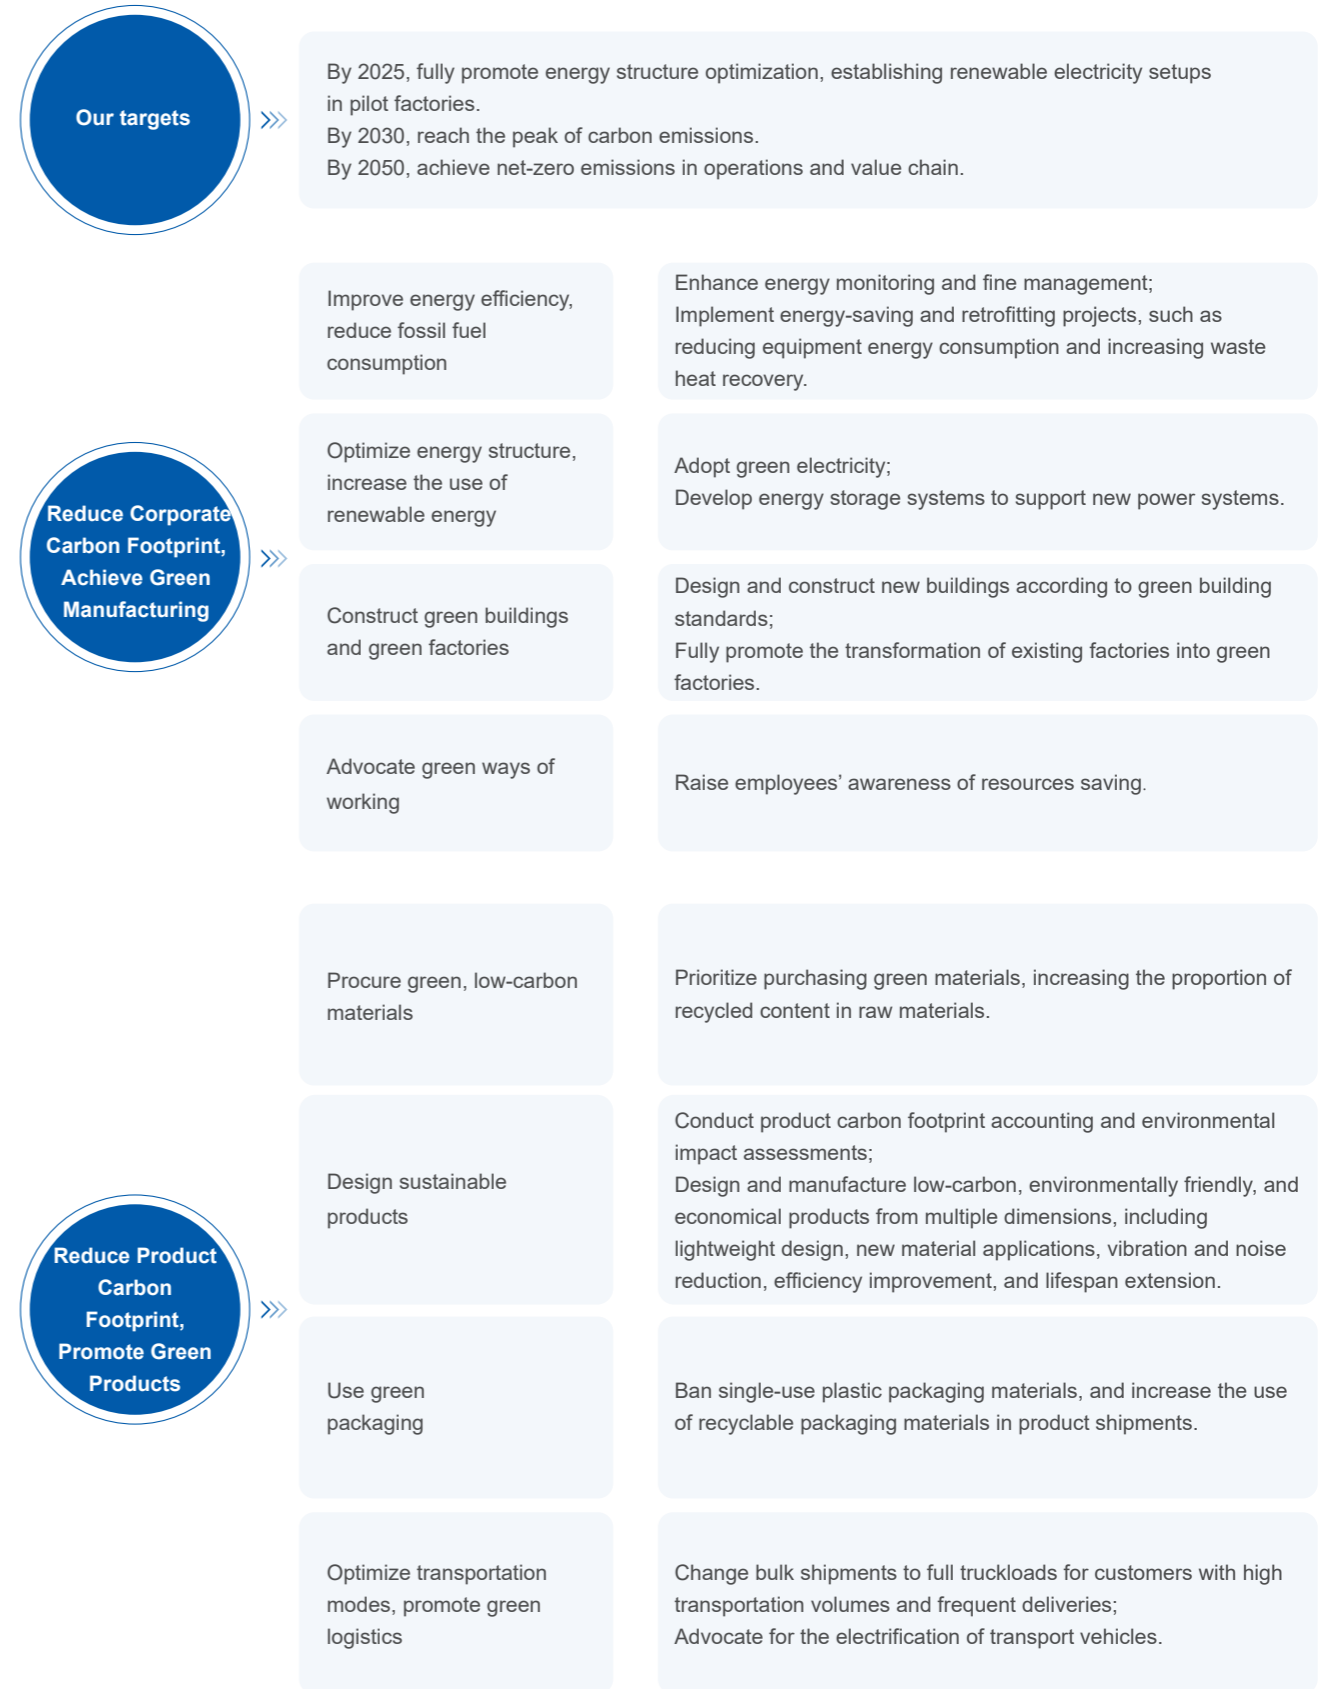 Our targets
By 2025, fully promote energy structure optimization, establishing renewable electricity setups
in pilot factories.
By 2030, reach the peak of carbon emissions.
By 2050, achieve net-zero emissions in operations and value chain.
Reduce Corporate
Carbon Footprint,
Achieve Green
Manufacturing
Improve energy efficiency,
reduce fossil fuel
consumption
Enhance energy monitoring and fine management;
Implement energy-saving and retrofitting projects, such as
reducing equipment energy consumption and increasing waste
heat recovery.
Optimize energy structure,
increase the use of
renewable energy
Adopt green electricity;
Develop energy storage systems to support new power systems.
Construct green buildings
and green factories
Design and construct new buildings according to green building
standards;
Fully promote the transformation of existing factories into green
factories.
Advocate green ways of
working
Raise employees’ awareness of resources saving.
Reduce Product
Carbon
Footprint,
Promote Green
Products
Procure green, low-carbon
materials
Prioritize purchasing green materials, increasing the proportion of
recycled content in raw materials.
Design sustainable
products
Conduct product carbon footprint accounting and environmental
impact assessments;
Design and manufacture low-carbon, environmentally friendly, and
economical products from multiple dimensions, including
lightweight design, new material applications, vibration and noise
reduction, efficiency improvement, and lifespan extension.
Use green
packaging
Ban single-use plastic packaging materials, and increase the use
of recyclable packaging materials in product shipments.
Optimize transportation
modes, promote green
logistics
Change bulk shipments to full truckloads for customers with high
transportation volumes and frequent deliveries;
Advocate for the electrification of transport vehicles.